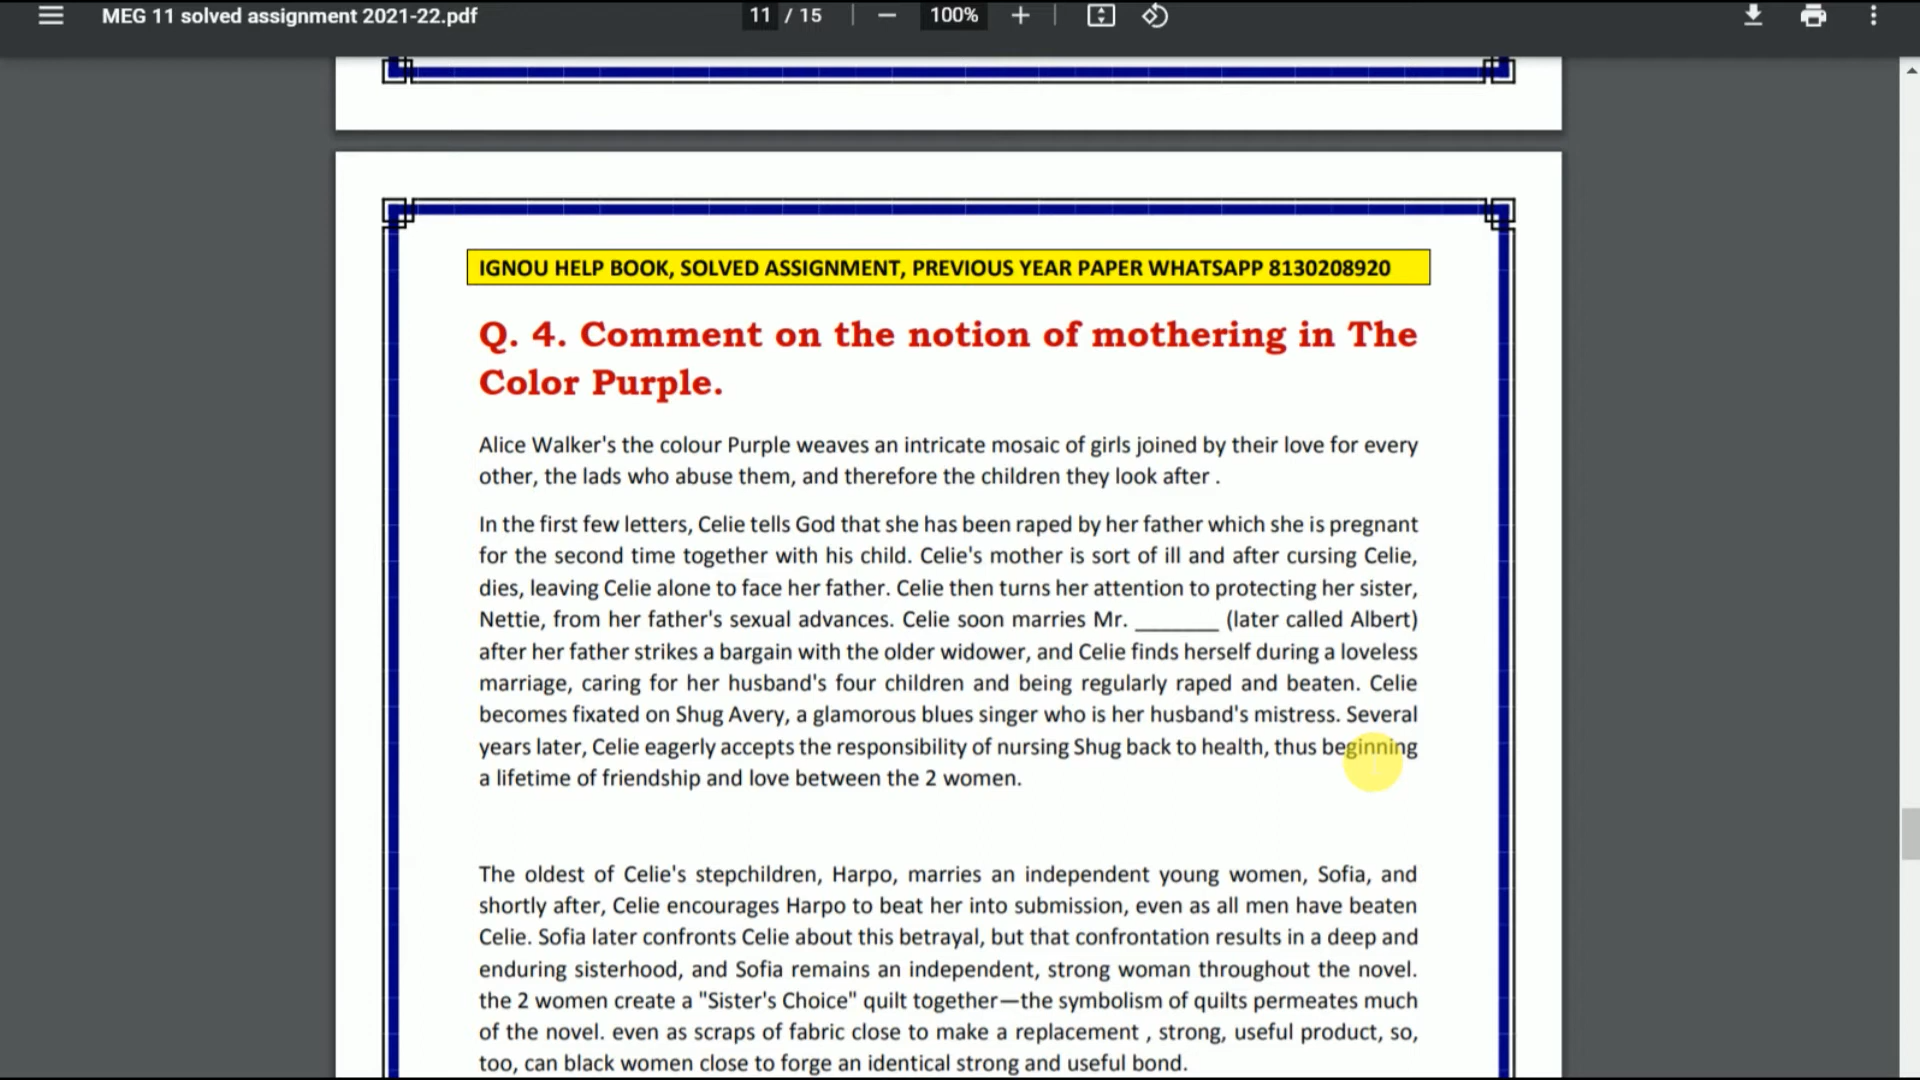 MEG 11 solved assignment 2021-22.pdf
11 / 15
100%
IGNOU HELP BOOK, SOLVED ASSIGNMENT, PREVIOUS YEAR PAPER WHATSAPP 8130208920
Q. 4. Comment on the notion of mothering in The
Color Purple.
Alice Walker's the colour Purple weaves an intricate mosaic of girls joined by their love for every
other, the lads who abuse them, and therefore the children they look after .
In the first few letters, Celie tells God that she has been raped by her father which she is pregnant
for the second time together with his child. Celie's mother is sort of ill and after cursing Celie,
dies, leaving Celie alone to face her father. Celie then turns her attention to protecting her sister,
Nettie, from her father's sexual advances. Celie soon marries Mr. _______ (later called Albert)
after her father strikes a bargain with the older widower, and Celie finds herself during a loveless
marriage, caring for her husband's four children and being regularly raped and beaten. Celie
becomes fixated on Shug Avery, a glamorous blues singer who is her husband's mistress. Several
years later, Celie eagerly accepts the responsibility of nursing Shug back to health, thus beginning
a lifetime of friendship and love between the 2 women.
The oldest of Celie's stepchildren, Harpo, marries an independent young women, Sofia, and
shortly after, Celie encourages Harpo to beat her into submission, even as all men have beaten
Celie. Sofia later confronts Celie about this betrayal, but that confrontation results in a deep and
enduring sisterhood, and Sofia remains an independent, strong woman throughout the novel.
the 2 women create a "Sister's Choice" quilt together—the symbolism of quilts permeates much
of the novel. even as scraps of fabric close to make a replacement , strong, useful product, so,
too, can black women close to forge an identical strong and useful bond.